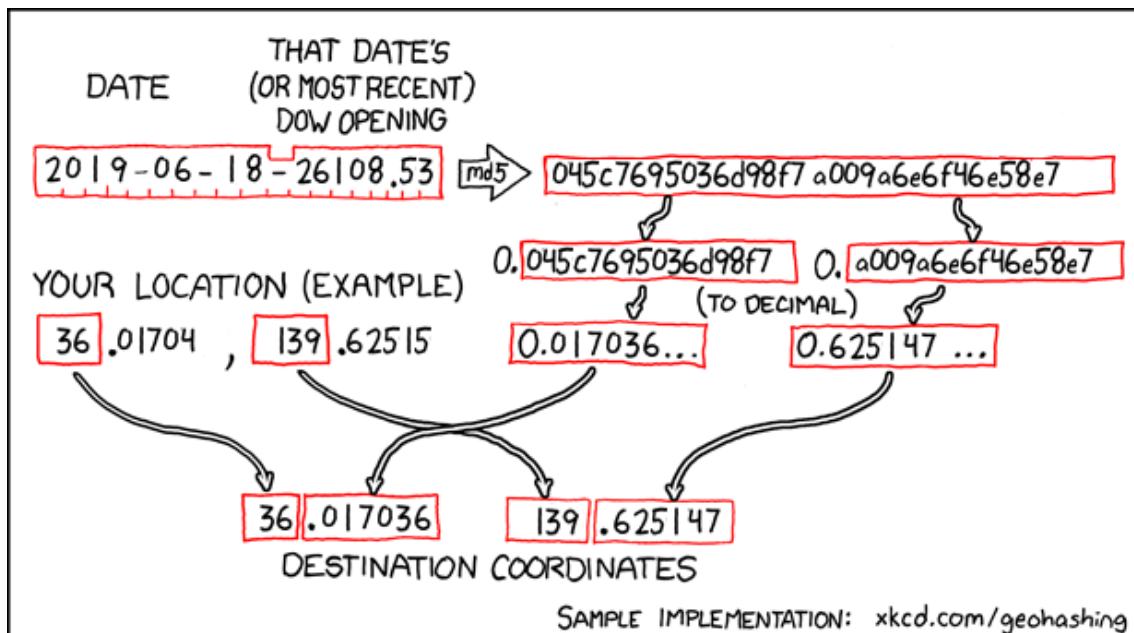 DATE
THAT DATE'S
(OR MOST RECENT)
DOW OPENING
2019-06-18-26108.53
md5
045c7695036d98f7a009a6e6f46e58e7
0.045c7695036d98f7
0.a009a6e6f46e58e7
(TO DECIMAL)
YOUR LOCATION (EXAMPLE)
36.01704, 139.62515
0.017036...
0.625147...
36.017036
139.625147
DESTINATION COORDINATES
SAMPLE IMPLEMENTATION: xkcd.com/geohashing